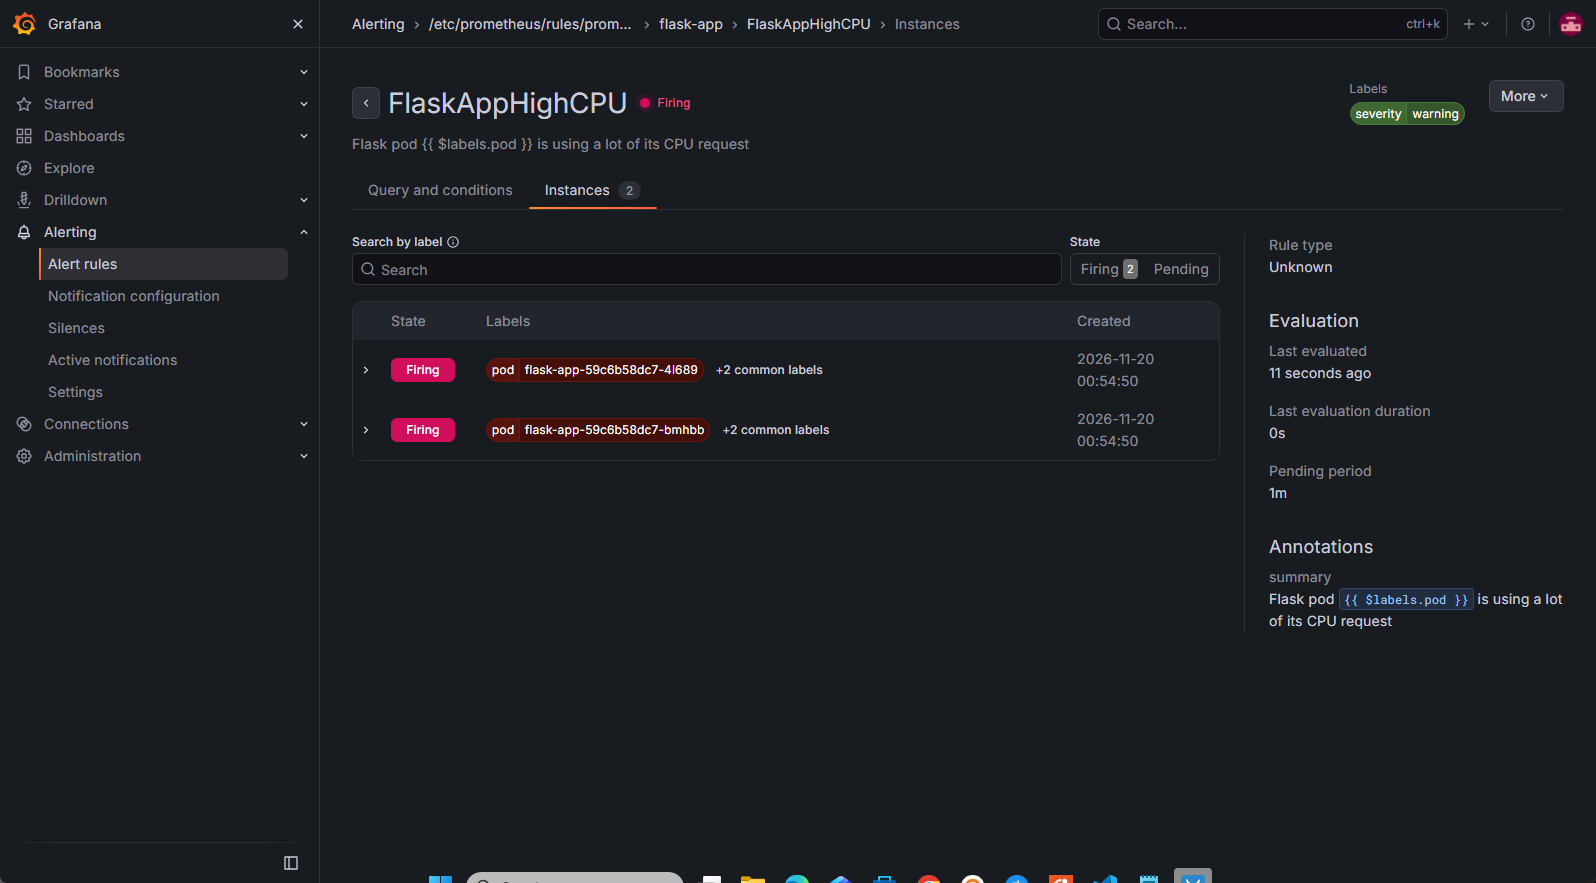 Grafana
Alerting > /etc/prometheus/rules/prom... > flask-app > FlaskAppHighCPU > Instances
Search... ctrl+k
Bookmarks
Starred
Dashboards
Explore
Drilldown
Alerting
Alert rules
Notification configuration
Silences
Active notifications
Settings
Connections
Administration
FlaskAppHighCPU Firing
Flask pod {{ $labels.pod }} is using a lot of its CPU request
Labels
severity warning
More
Query and conditions Instances 2
Search by label
Search
State
Firing 2 Pending
State Labels Created
Firing pod flask-app-59c6b58dc7-4l689 +2 common labels 2026-11-20
00:54:50
Firing pod flask-app-59c6b58dc7-bmhbb +2 common labels 2026-11-20
00:54:50
Rule type
Unknown
Evaluation
Last evaluated
11 seconds ago
Last evaluation duration
0s
Pending period
1m
Annotations
summary
Flask pod {{ $labels.pod }} is using a lot
of its CPU request